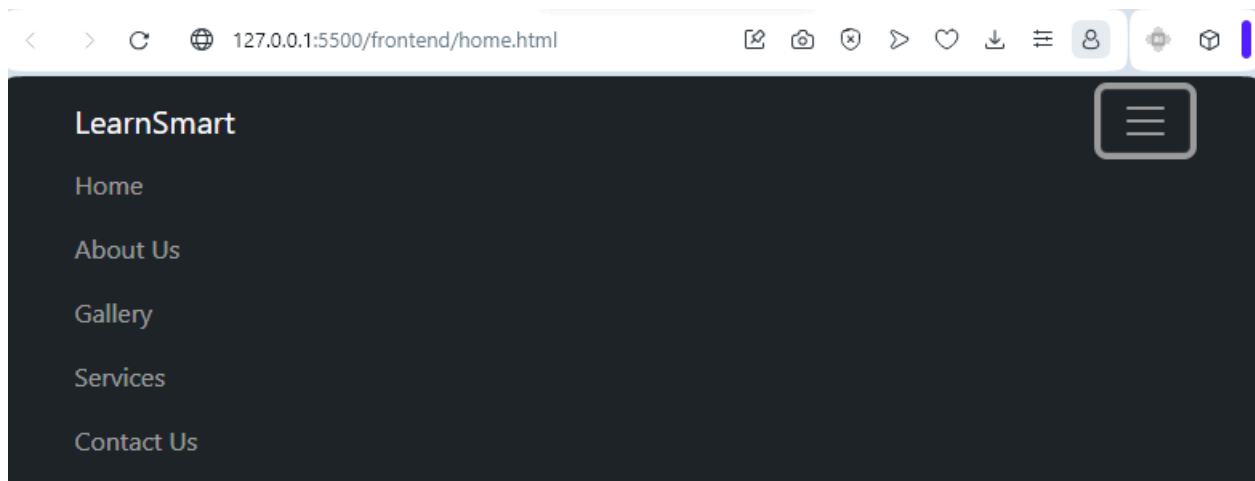 127.0.0.1:5500/frontend/home.html
LearnSmart
Home
About Us
Gallery
Services
Contact Us